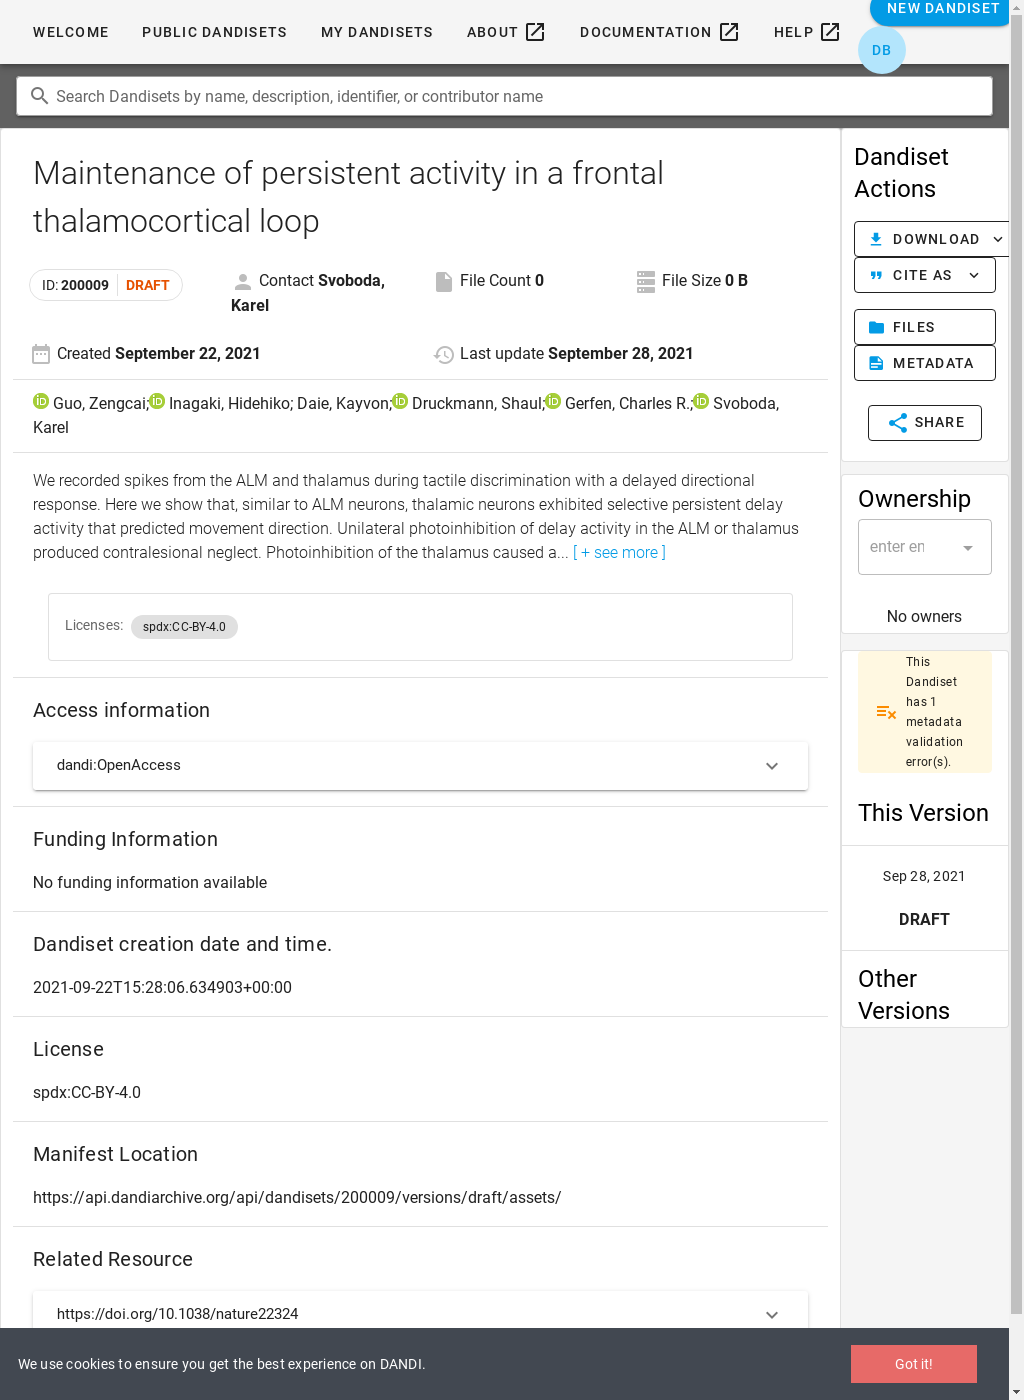 WELCOME PUBLIC DANDISETS MY DANDISETS ABOUT DOCUMENTATION HELP NEW DANDISET
DB
Search Dandisets by name, description, identifier, or contributor name
Maintenance of persistent activity in a frontal
thalamocortical loop
ID: 200009 DRAFT
Contact Svoboda,
Karel
File Count 0
File Size 0 B
Created September 22, 2021
Last update September 28, 2021
Guo, Zengcai; Inagaki, Hidehiko; Daie, Kayvon; Druckmann, Shaul; Gerfen, Charles R.; Svoboda,
Karel
We recorded spikes from the ALM and thalamus during tactile discrimination with a delayed directional
response. Here we show that, similar to ALM neurons, thalamic neurons exhibited selective persistent delay
activity that predicted movement direction. Unilateral photoinhibition of delay activity in the ALM or thalamus
produced contralesional neglect. Photoinhibition of the thalamus caused a... [ + see more ]
Licenses: spdx:CC-BY-4.0
Access information
dandi:OpenAccess
Funding Information
No funding information available
Dandiset creation date and time.
2021-09-22T15:28:06.634903+00:00
License
spdx:CC-BY-4.0
Manifest Location
https://api.dandiarchive.org/api/dandisets/200009/versions/draft/assets/
Related Resource
https://doi.org/10.1038/nature22324
Dandiset
Actions
DOWNLOAD
CITE AS
FILES
METADATA
SHARE
Ownership
enter en
No owners
This
Dandiset
has 1
metadata
validation
error(s).
This Version
Sep 28, 2021
DRAFT
Other
Versions
We use cookies to ensure you get the best experience on DANDI.
Got it!